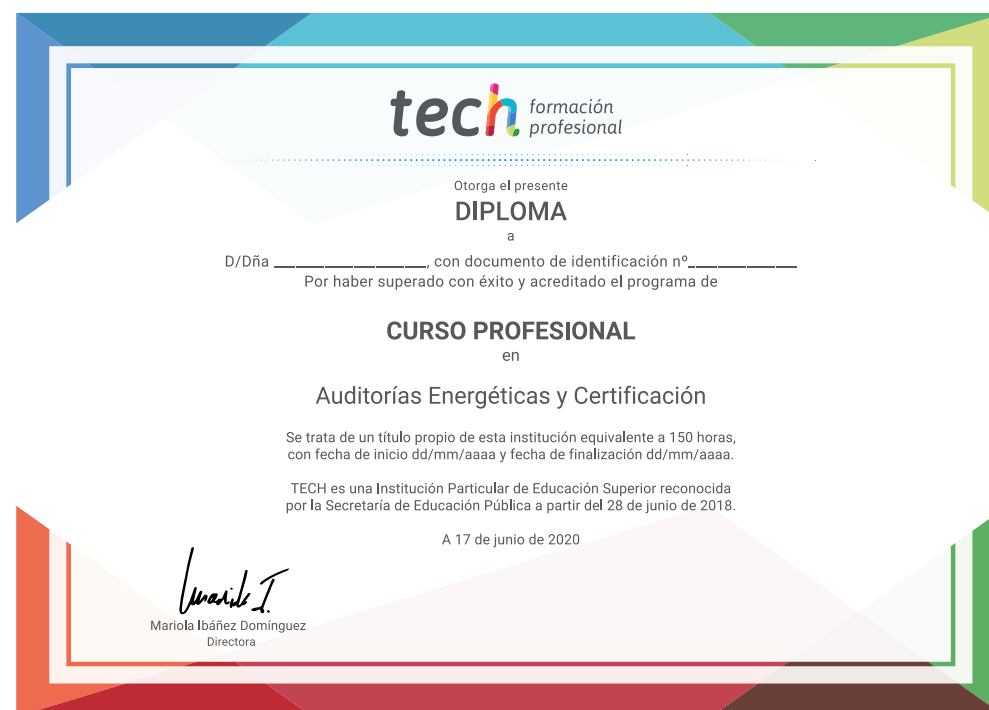 tech formación
profesional
Otorga el presente
DIPLOMA
a
D/Dña ____________________, con documento de identificación nº______________
Por haber superado con éxito y acreditado el programa de
CURSO PROFESIONAL
en
Auditorías Energéticas y Certificación
Se trata de un título propio de esta institución equivalente a 150 horas,
con fecha de inicio dd/mm/aaaa y fecha de finalización dd/mm/aaaa.
TECH es una Institución Particular de Educación Superior reconocida
por la Secretaría de Educación Pública a partir del 28 de junio de 2018.
A 17 de junio de 2020
Mariola Ibáñez Domínguez
Directora